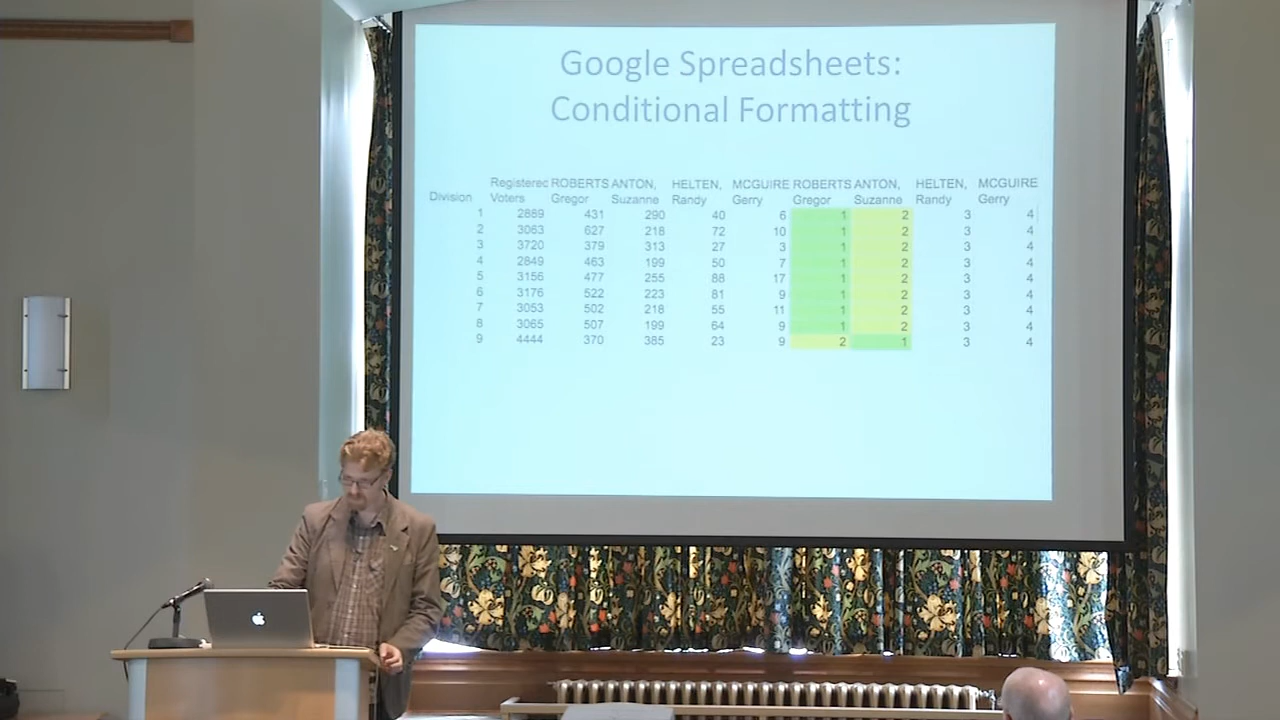 Google Spreadsheets:
Conditional Formatting
Registerec ROBERTS ANTON, HELTEN, MCGUIRE ROBERTS ANTON, HELTEN, MCGUIRE
Division Voters Gregor Suzanne Randy Gerry Gregor Suzanne Randy Gerry
1 2889 431 290 40 6 1 2 3 4
2 3063 627 218 72 10 1 2 3 4
3 3720 379 313 27 3 1 2 3 4
4 2849 463 199 50 7 1 2 3 4
5 3156 477 255 88 17 1 2 3 4
6 3176 522 223 81 9 1 2 3 4
7 3053 502 218 55 11 1 2 3 4
8 3065 507 199 64 9 1 2 3 4
9 4444 370 385 23 9 2 1 3 4